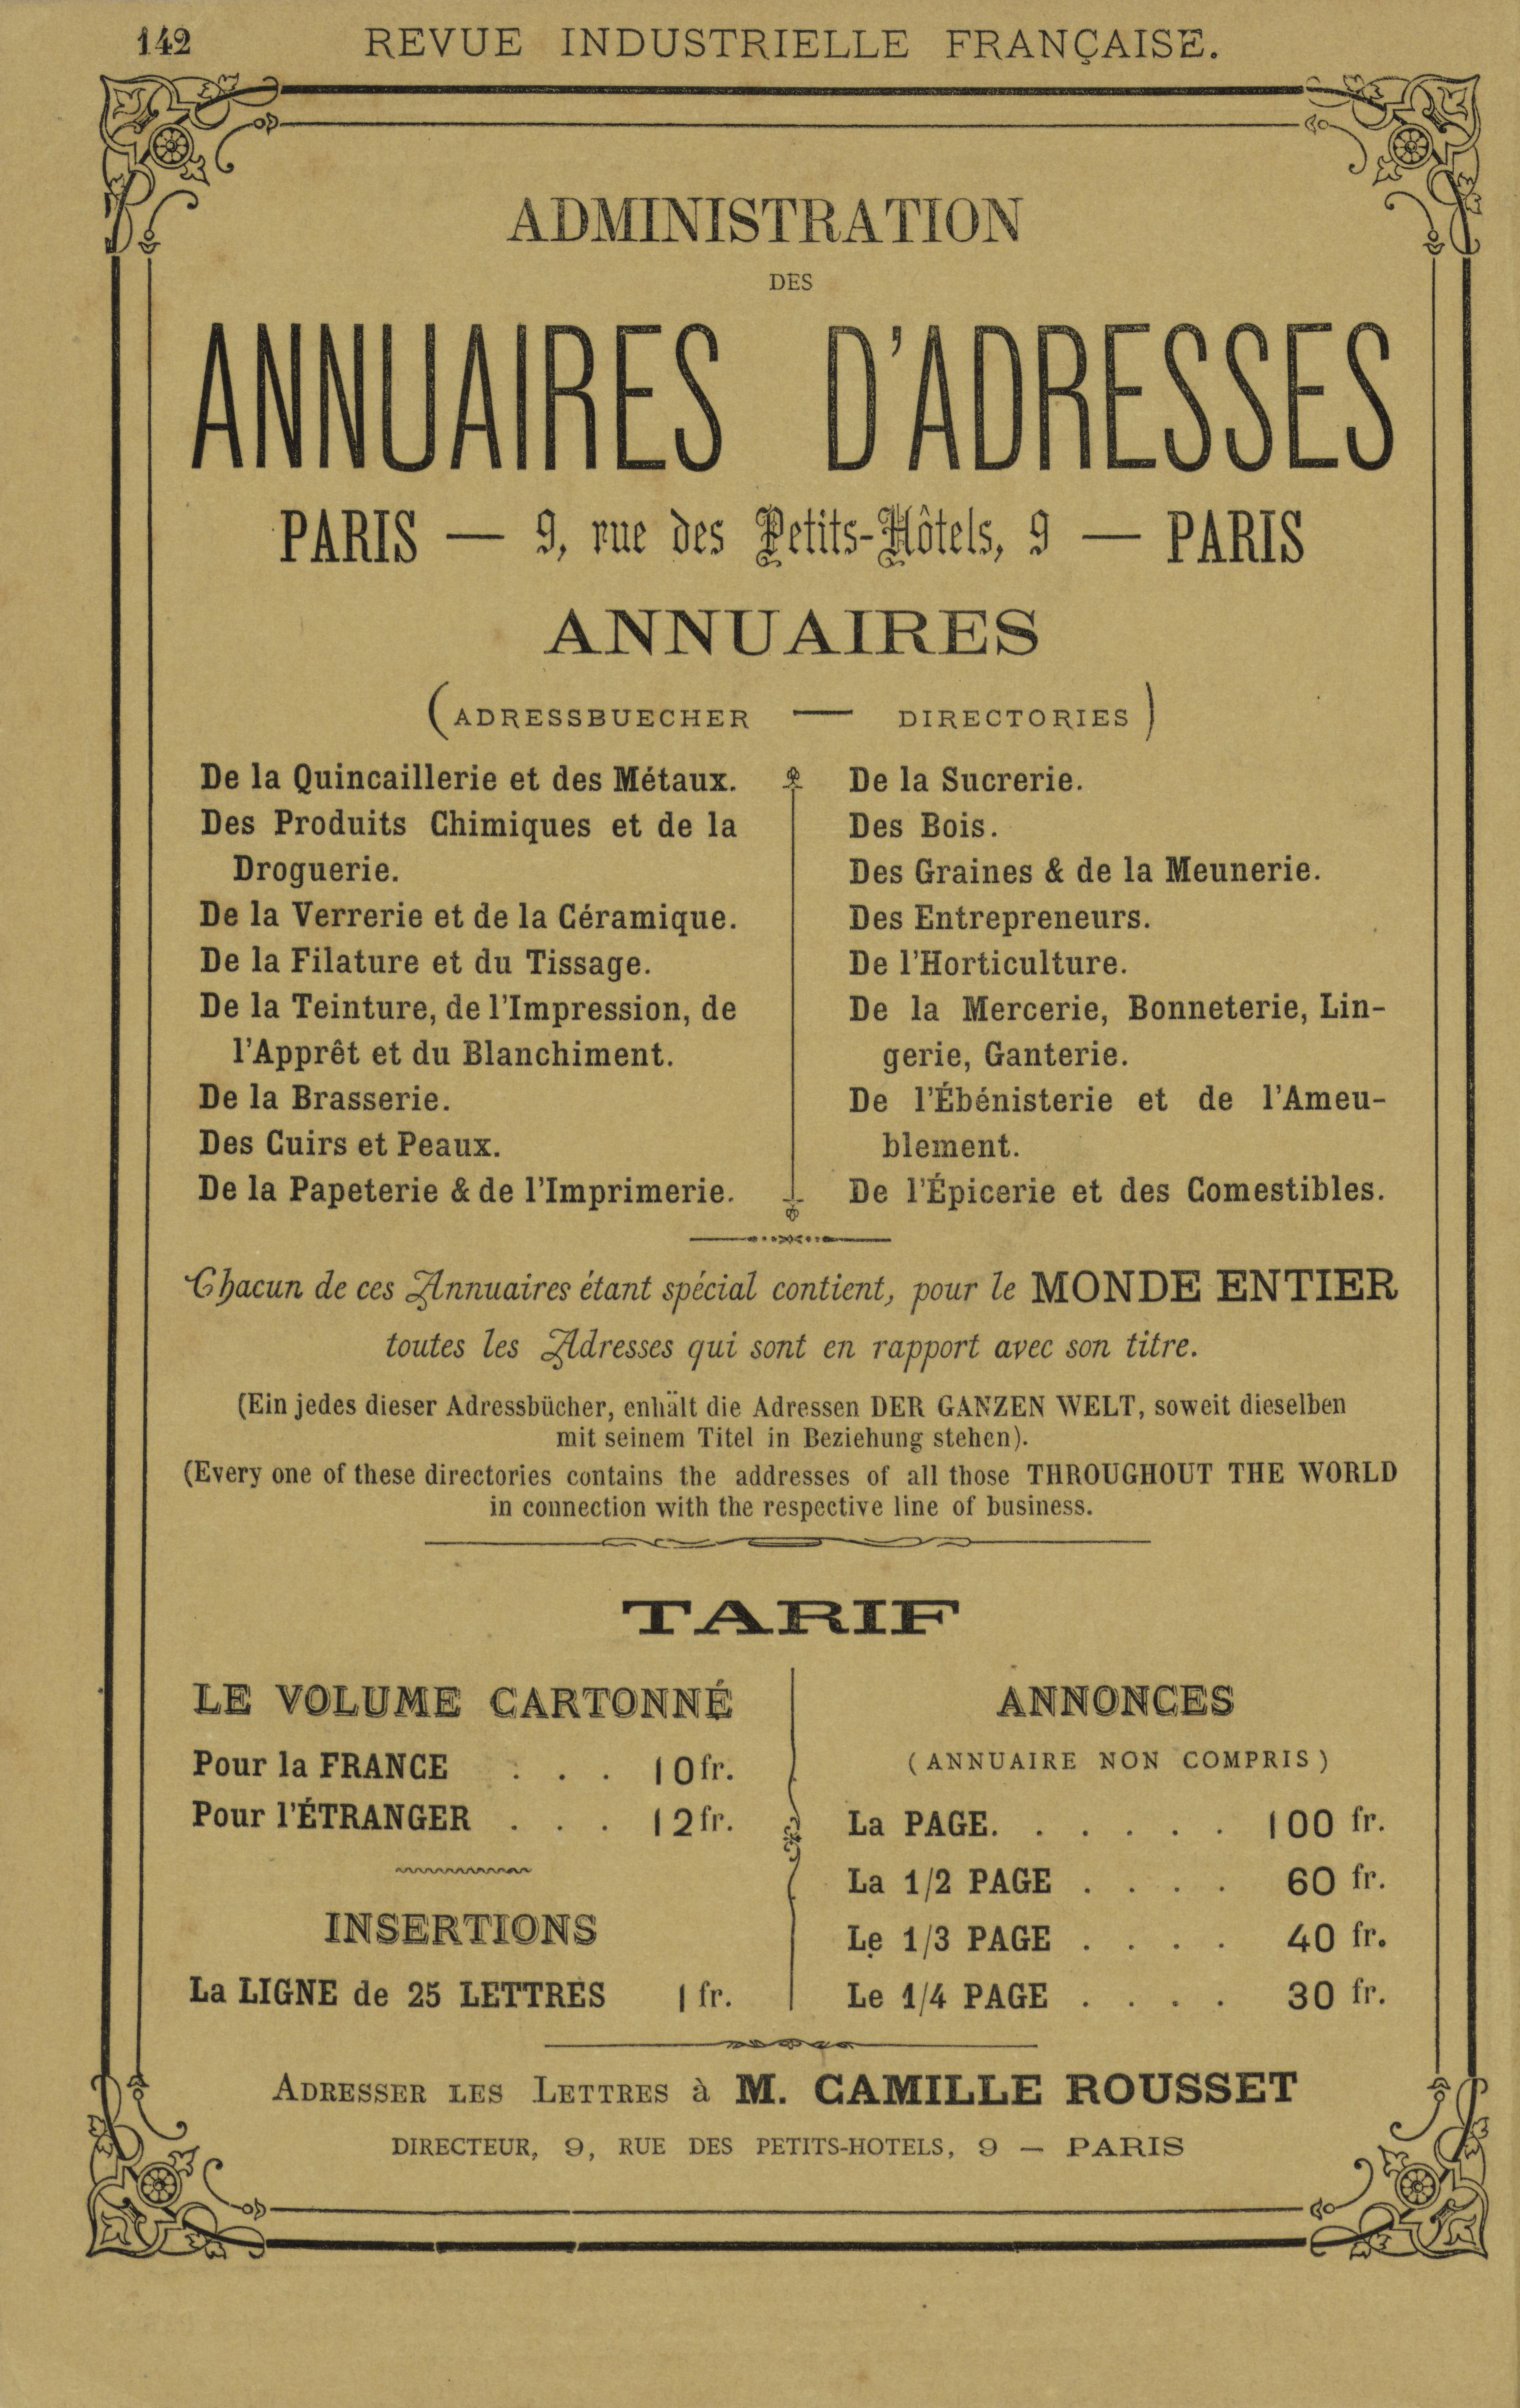 142 REVUE INDUSTRIELLE FRANÇAISE.
ADMINISTRATION
DES
ANNUAIRES D'ADRESSES
PARIS — 9, rue des Petits-Hôtels, 9 — PARIS
ANNUAIRES
(ADRESSBUECHER — DIRECTORIES)
De la Quincaillerie et des Métaux.
Des Produits Chimiques et de la
Droguerie.
De la Verrerie et de la Céramique.
De la Filature et du Tissage.
De la Teinture, de l'Impression, de
l'Apprêt et du Blanchiment.
De la Brasserie.
Des Cuirs et Peaux.
De la Papeterie & de l'Imprimerie.
De la Sucrerie.
Des Bois.
Des Graines & de la Meunerie.
Des Entrepreneurs.
De l'Horticulture.
De la Mercerie, Bonneterie, Lin-
gerie, Ganterie.
De l'Ébénisterie et de l'Ameu-
blement.
De l'Épicerie et des Comestibles.
Chacun de ces Annuaires étant spécial contient, pour le MONDE ENTIER
toutes les Adresses qui sont en rapport avec son titre.
(Ein jedes dieser Adressbücher, enhält die Adressen DER GANZEN WELT, soweit dieselben
mit seinem Titel in Beziehung stehen).
(Every one of these directories contains the addresses of all those THROUGHOUT THE WORLD
in connection with the respective line of business.
TARIF
LE VOLUME CARTONNÉ
Pour la FRANCE . . . 10 fr.
Pour l'ÉTRANGER . . . 12 fr.
INSERTIONS
La LIGNE de 25 LETTRES 1 fr.
ANNONCES
(ANNUAIRE NON COMPRIS)
La PAGE. . . . . . 100 fr.
La 1/2 PAGE . . . . 60 fr.
Le 1/3 PAGE . . . . 40 fr.
Le 1/4 PAGE . . . . 30 fr.
ADRESSER LES LETTRES à M. CAMILLE ROUSSET
DIRECTEUR, 9, RUE DES PETITS-HOTELS, 9 — PARIS